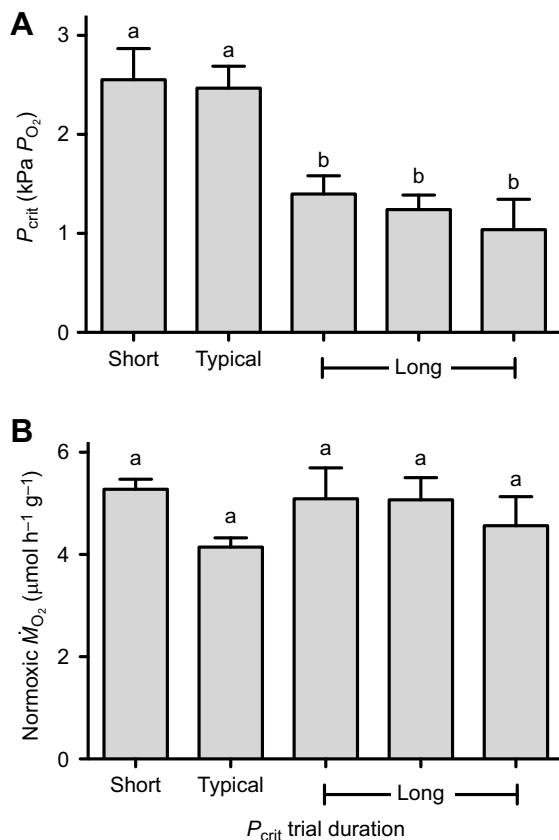 A
P_crit (kPa P_O₂)
3
2
1
0
a
a
b
b
b
Short
Typical
Long
B
Normoxic Ṁ_O₂ (µmol h⁻¹ g⁻¹)
6
4
2
0
a
a
a
a
a
Short
Typical
Long
P_crit trial duration